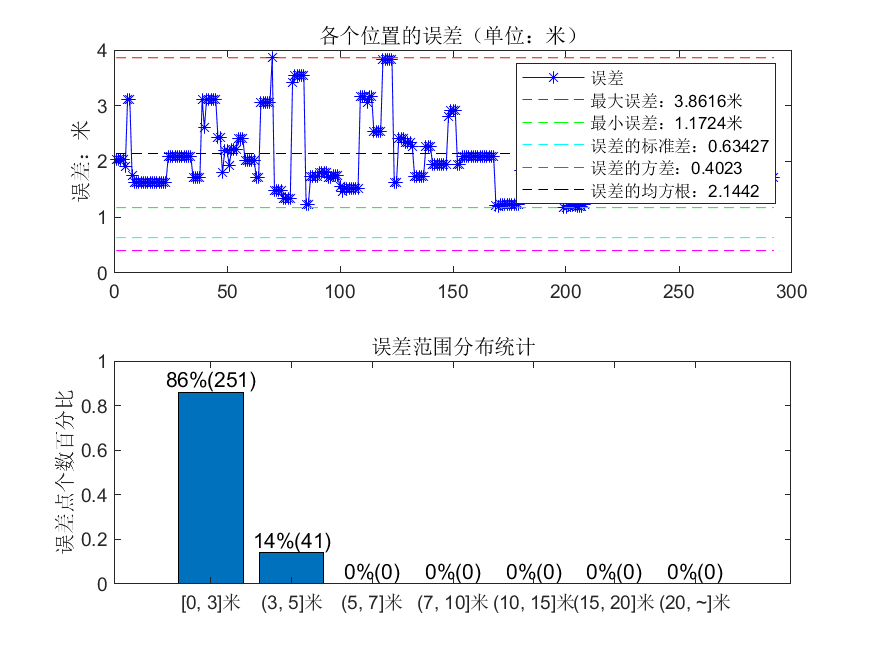 各个位置的误差（单位：米）
4
3
2
1
0
误差：米
误差
最大误差：3.8616米
最小误差：1.1724米
误差的标准差：0.63427
误差的方差：0.4023
误差的均方根：2.1442
0 50 100 150 200 250 300
误差范围分布统计
1
0.8
0.6
0.4
0.2
0
误差点个数百分比
86%(251)
14%(41)
0%(0) 0%(0) 0%(0) 0%(0) 0%(0)
[0, 3]米 (3, 5]米 (5, 7]米 (7, 10]米 (10, 15]米 (15, 20]米 (20, ~]米